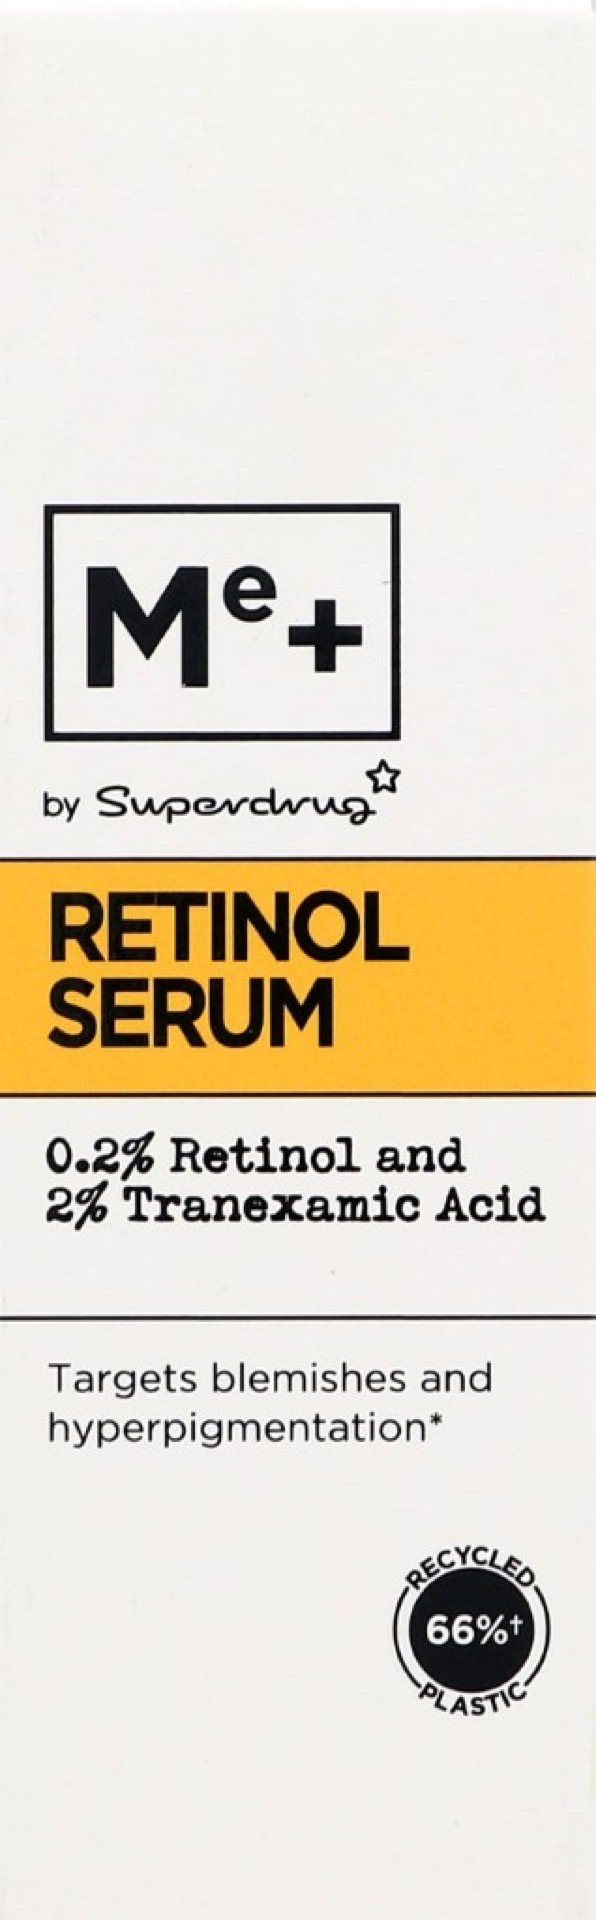 Me+
by Superdrug
RETINOL
SERUM
0.2% Retinol and
2% Tranexamic Acid
Targets blemishes and
hyperpigmentation*
RECYCLED
66%†
PLASTIC